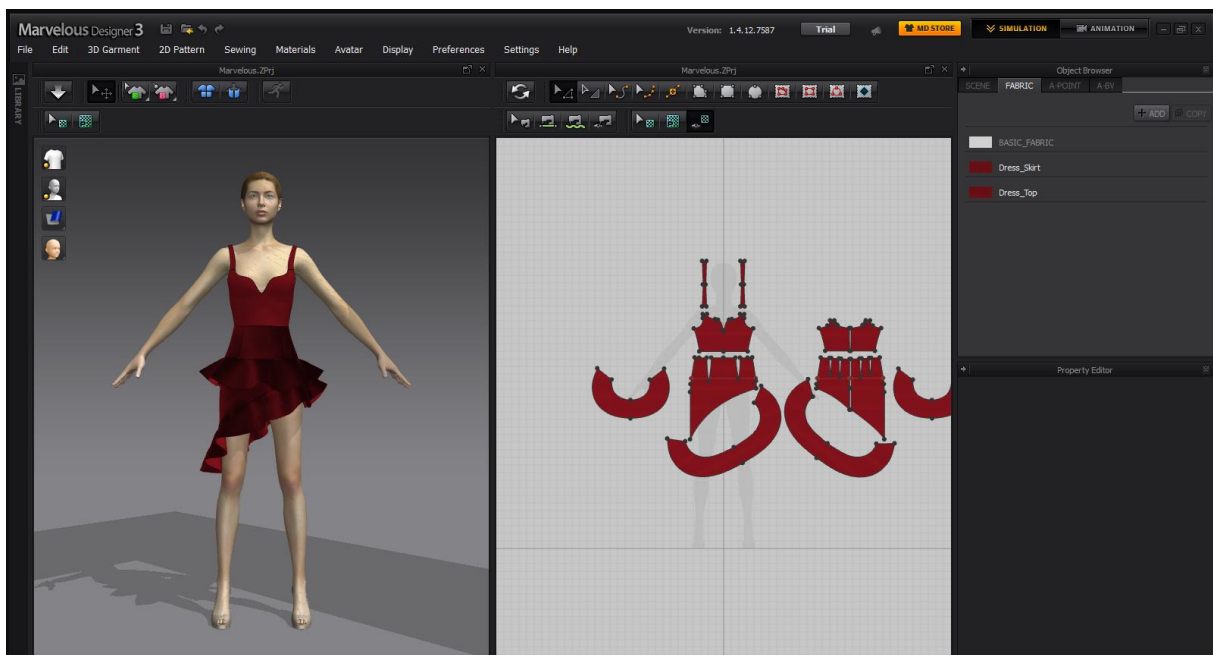 Marvelous Designer 3
Version: 1.4.12.7587 Trial MD STORE SIMULATION ANIMATION
File Edit 3D Garment 2D Pattern Sewing Materials Avatar Display Preferences Settings Help
LIBRARY
Marvelous.ZPrj
Marvelous.ZPrj
Object Browser
SCENE FABRIC A-POINT A-BV
+ ADD COPY
BASIC_FABRIC
Dress_Skirt
Dress_Top
Property Editor